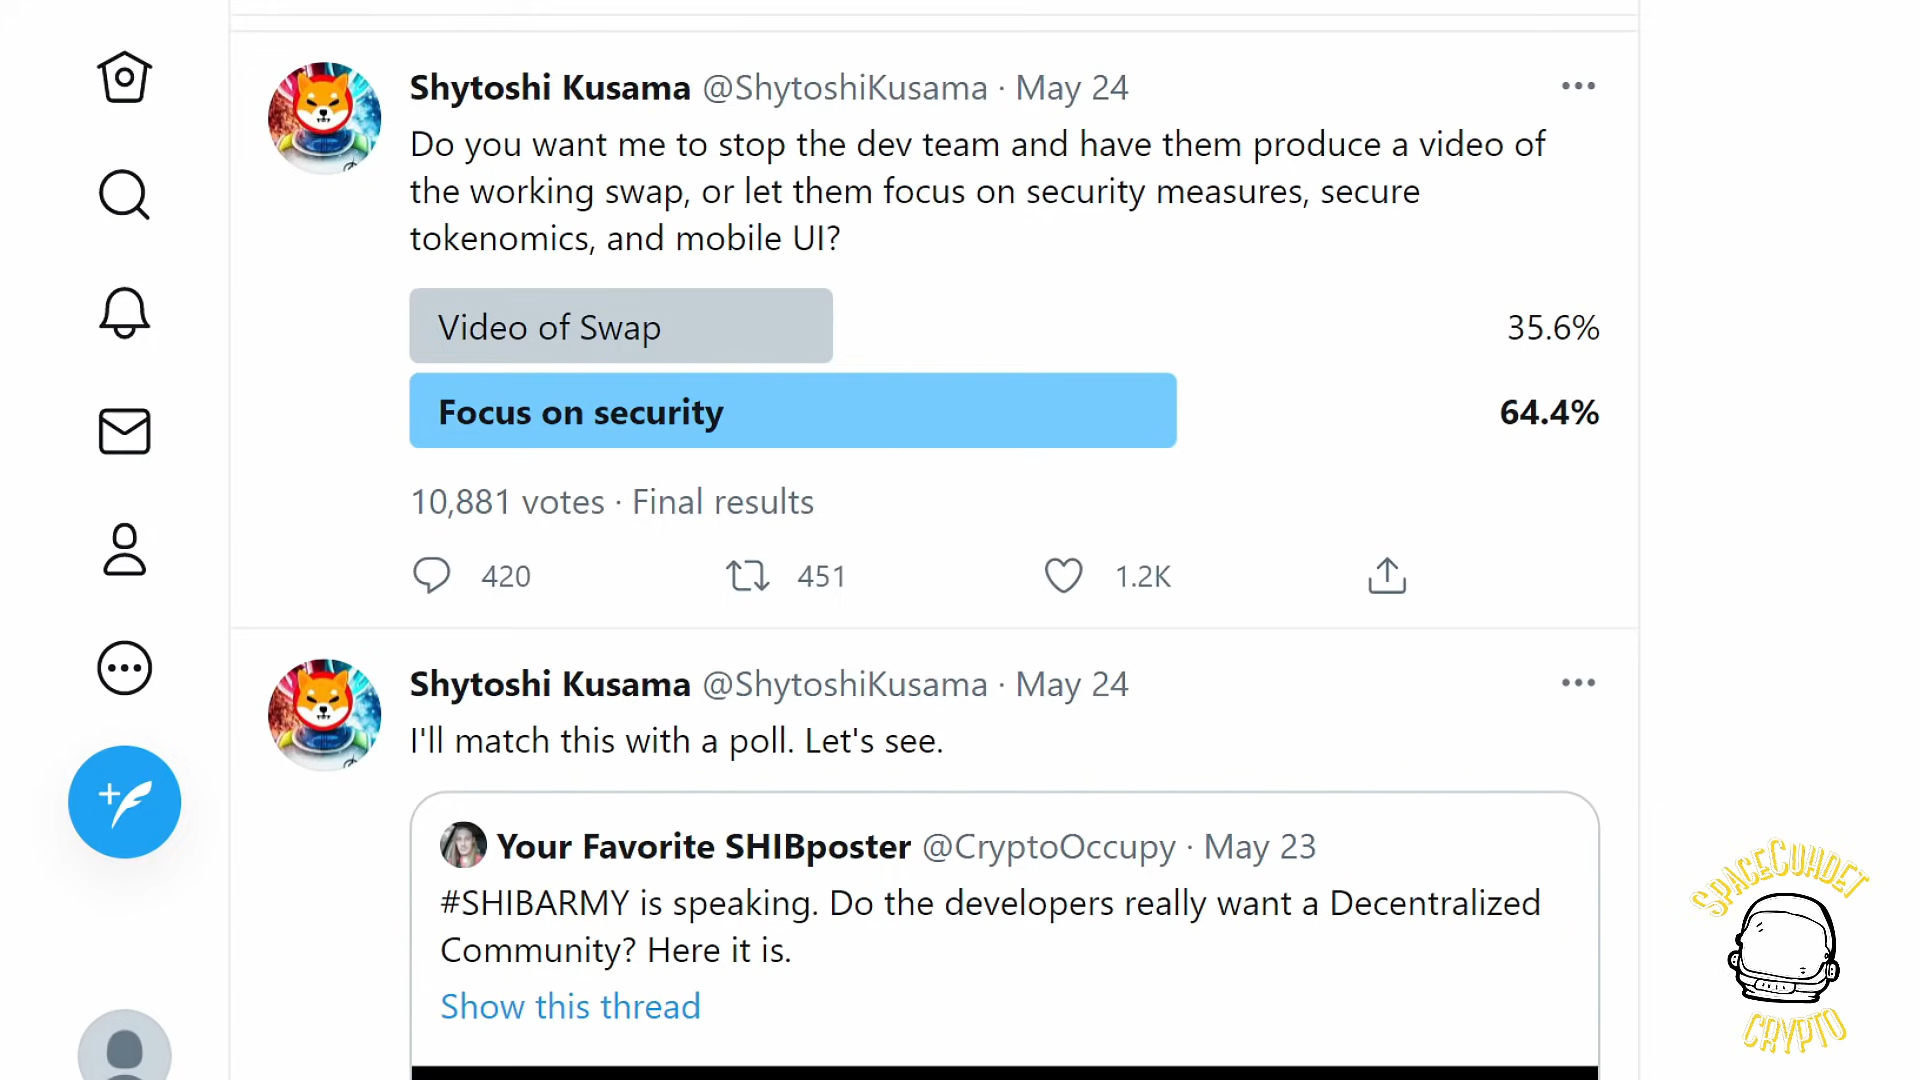 Shytoshi Kusama @ShytoshiKusama · May 24
Do you want me to stop the dev team and have them produce a video of
the working swap, or let them focus on security measures, secure
tokenomics, and mobile UI?
Video of Swap 35.6%
Focus on security 64.4%
10,881 votes · Final results
420 451 1.2K
Shytoshi Kusama @ShytoshiKusama · May 24
I'll match this with a poll. Let's see.
Your Favorite SHIBposter @CryptoOccupy · May 23
#SHIBARMY is speaking. Do the developers really want a Decentralized
Community? Here it is.
Show this thread
SPACECUHDET
CRYPTO